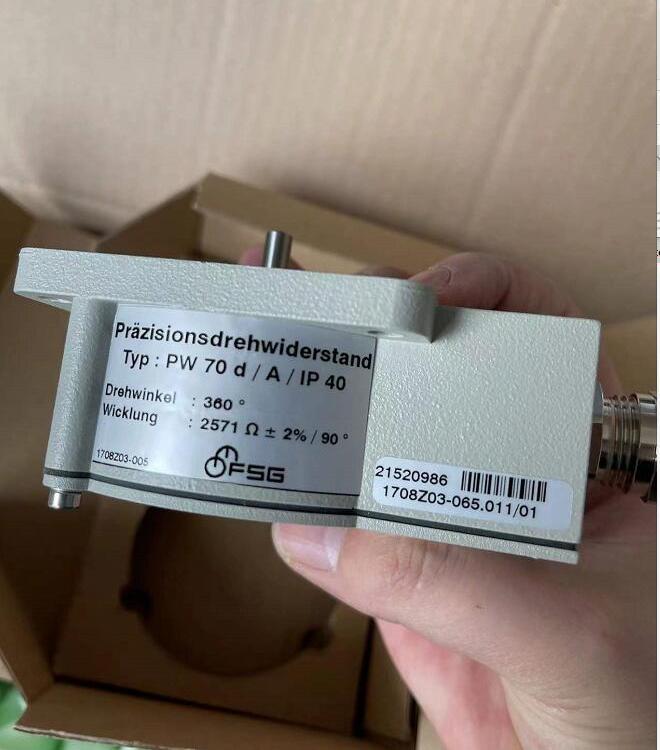 Präzisionsdrehwiderstand
Typ : PW 70 d / A / IP 40
Drehwinkel : 360 °
Wicklung : 2571 Ω ± 2% / 90 °
1708Z03-005
FSG
21520986
1708Z03-065.011/01